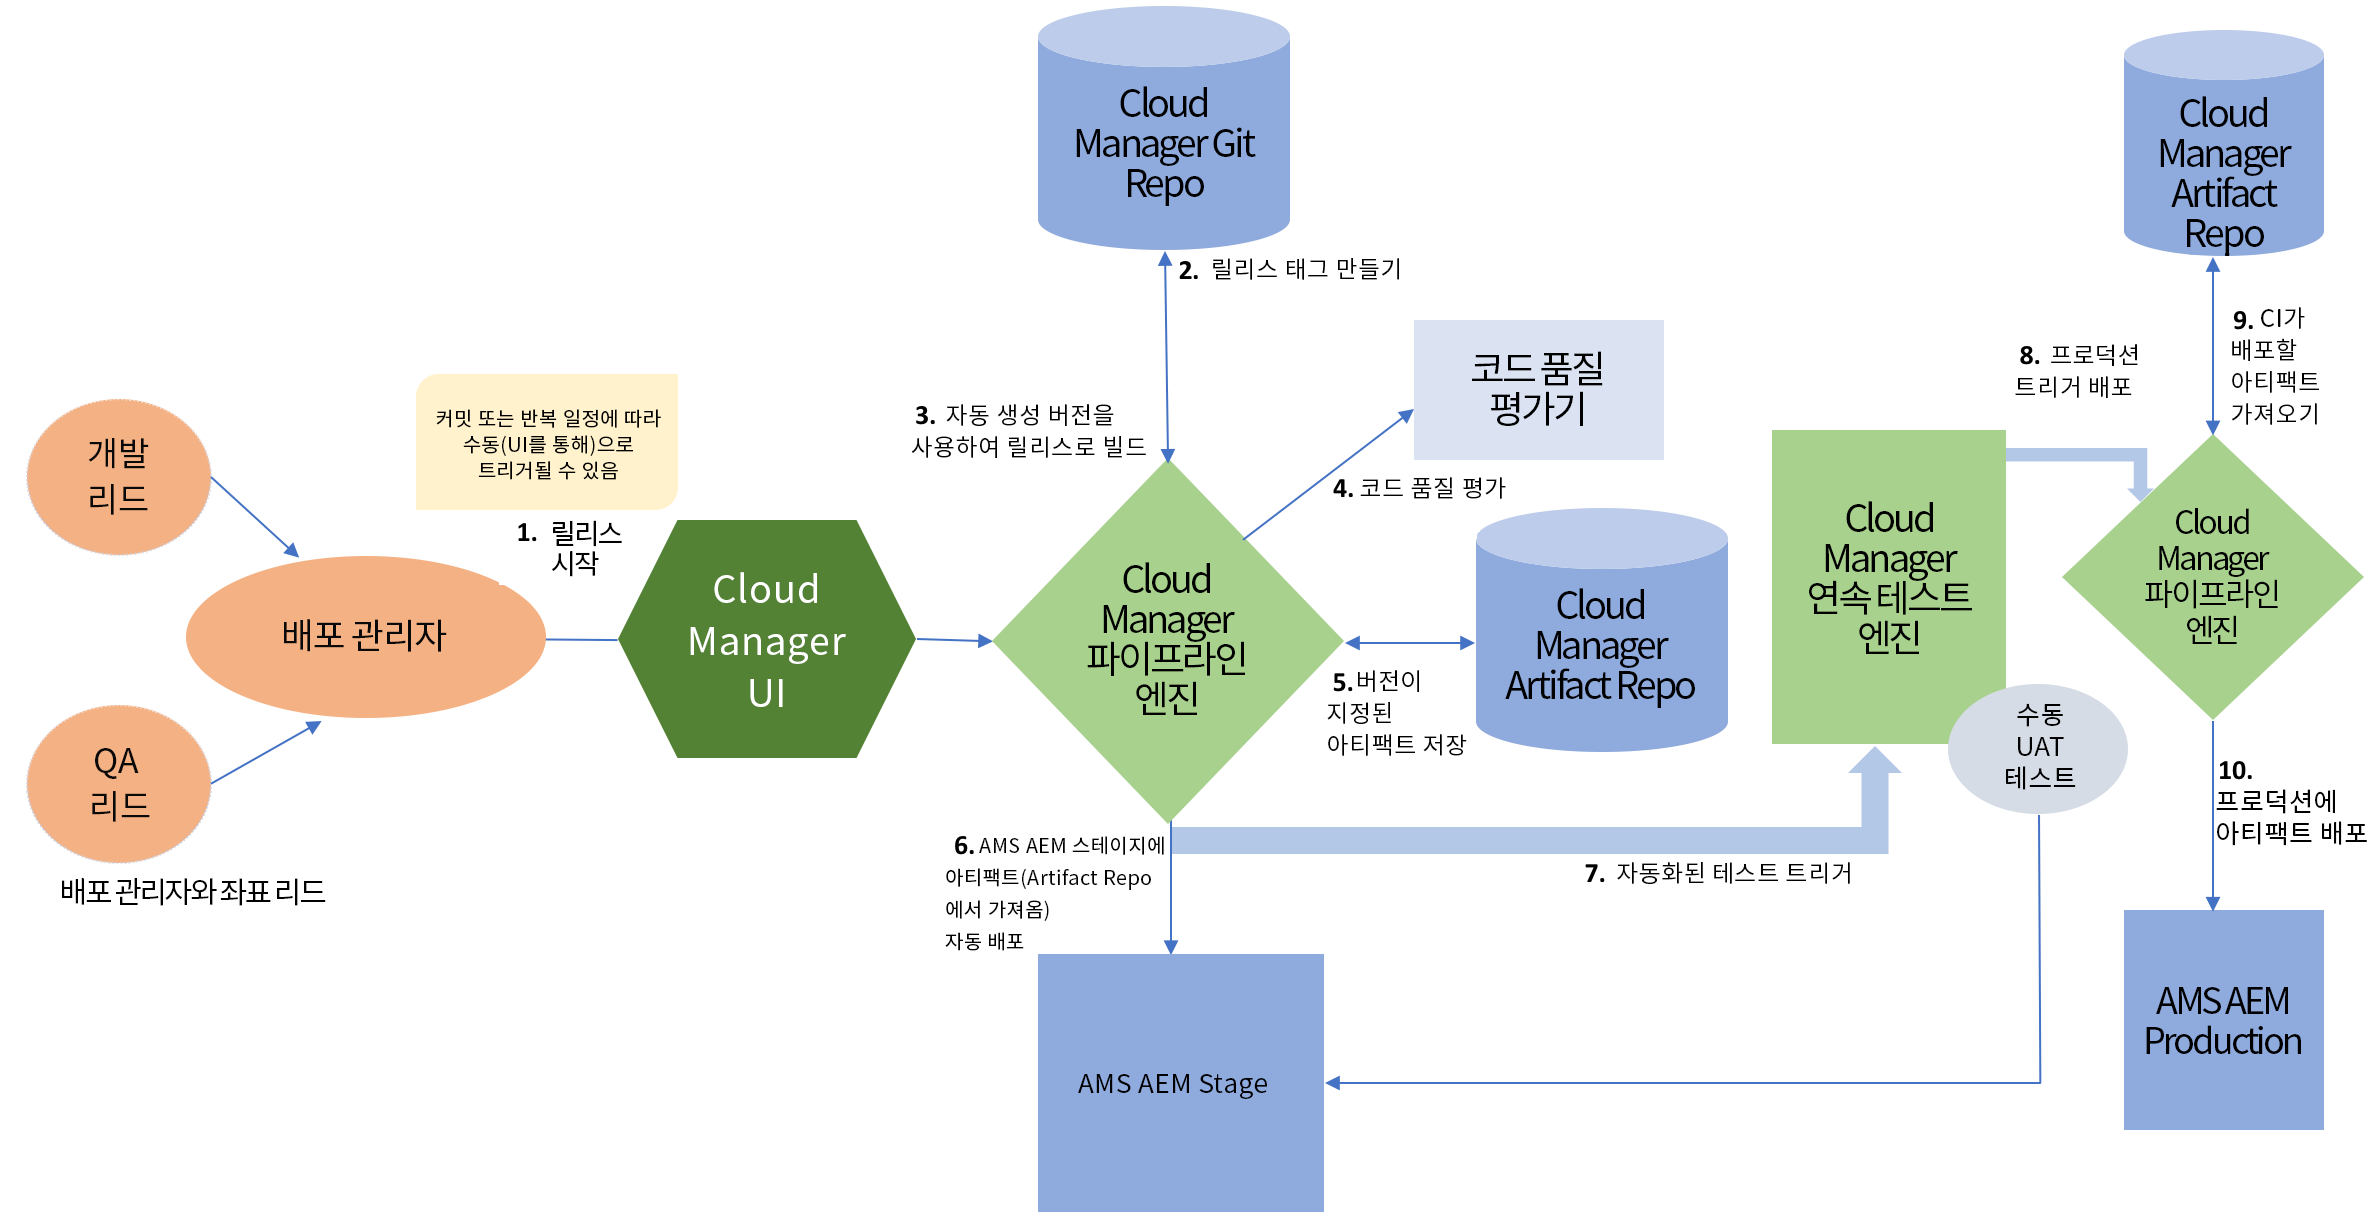 개발
리드
QA
리드
배포 관리자와 좌표 리드
배포 관리자
커밋 또는 반복 일정에 따라
수동(UI를 통해)으로
트리거될 수 있음
1. 릴리스
시작
Cloud
Manager
UI
Cloud
Manager Git
Repo
2. 릴리스 태그 만들기
3. 자동 생성 버전을
사용하여 릴리스로 빌드
Cloud
Manager
파이프라인
엔진
코드 품질
평가기
4. 코드 품질 평가
Cloud
Manager
Artifact Repo
5. 버전이
지정된
아티팩트 저장
6. AMS AEM 스테이지에
아티팩트(Artifact Repo
에서 가져옴)
자동 배포
AMS AEM Stage
7. 자동화된 테스트 트리거
Cloud
Manager
연속 테스트
엔진
수동
UAT
테스트
8. 프로덕션
트리거 배포
Cloud
Manager
Artifact
Repo
9. CI가
배포할
아티팩트
가져오기
Cloud
Manager
파이프라인
엔진
10.
프로덕션에
아티팩트 배포
AMS AEM
Production